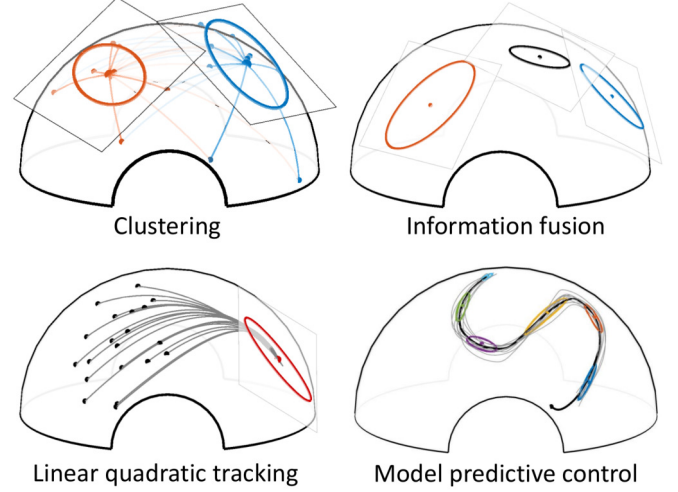 Clustering
Information fusion
Linear quadratic tracking
Model predictive control